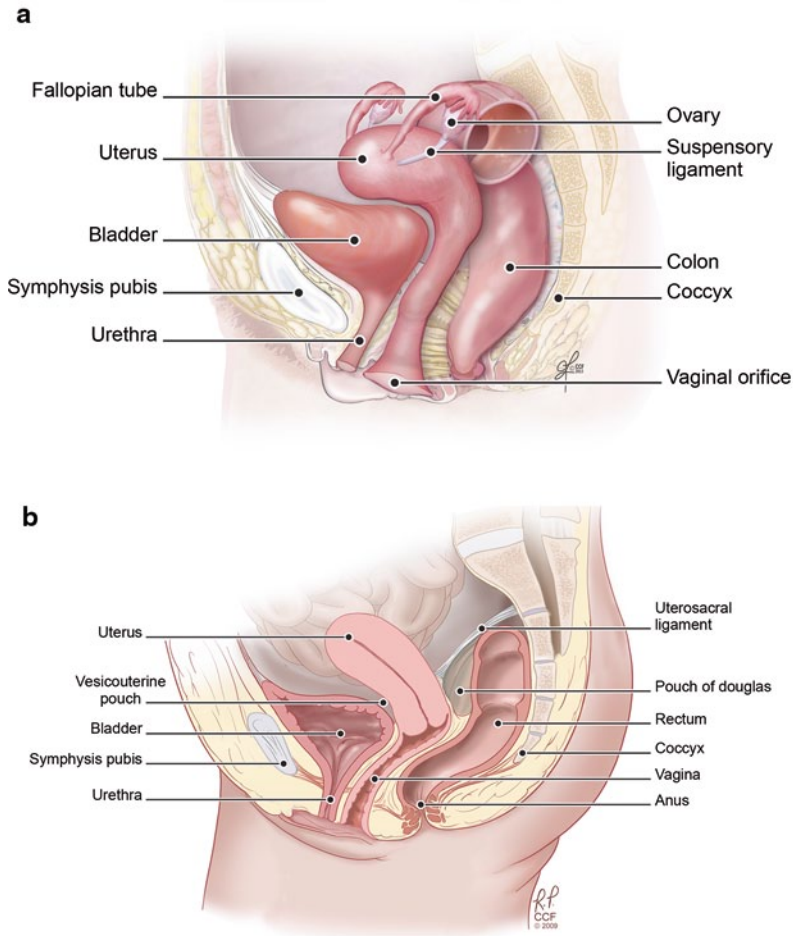 a
Fallopian tube
Uterus
Bladder
Symphysis pubis
Urethra
Ovary
Suspensory
ligament
Colon
Coccyx
Vaginal orifice
b
Uterus
Vesicouterine
pouch
Bladder
Symphysis pubis
Urethra
Uterosacral
ligament
Pouch of douglas
Rectum
Coccyx
Vagina
Anus
R.P.
CCF
© 2009